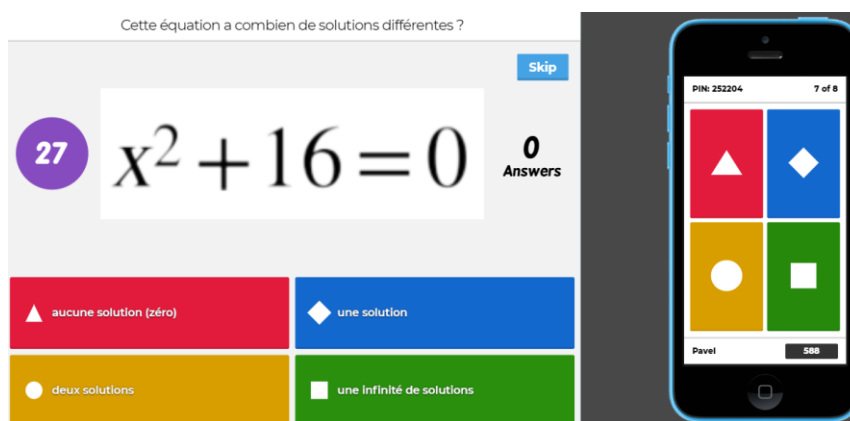 Cette équation a combien de solutions différentes ?
Skip
27
x² + 16 = 0
0
Answers
aucune solution (zéro)
une solution
deux solutions
une infinité de solutions
PIN: 252204 7 of 8
Pavel 588